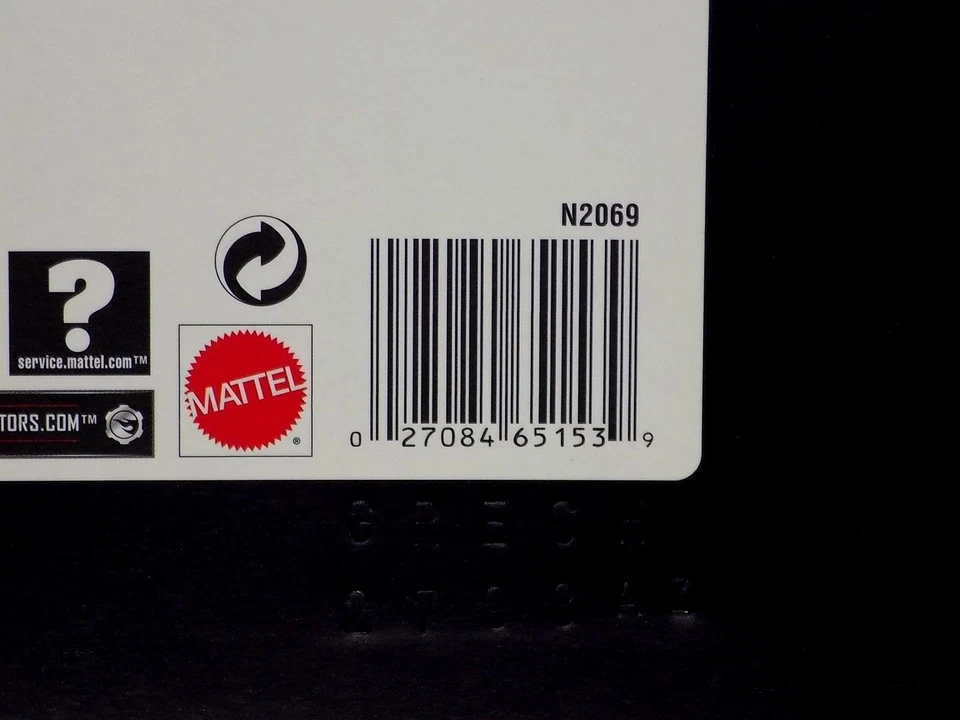 N2069
?
service.mattel.com™
MATTEL®
TORS.COM™
0 27084 65153 9